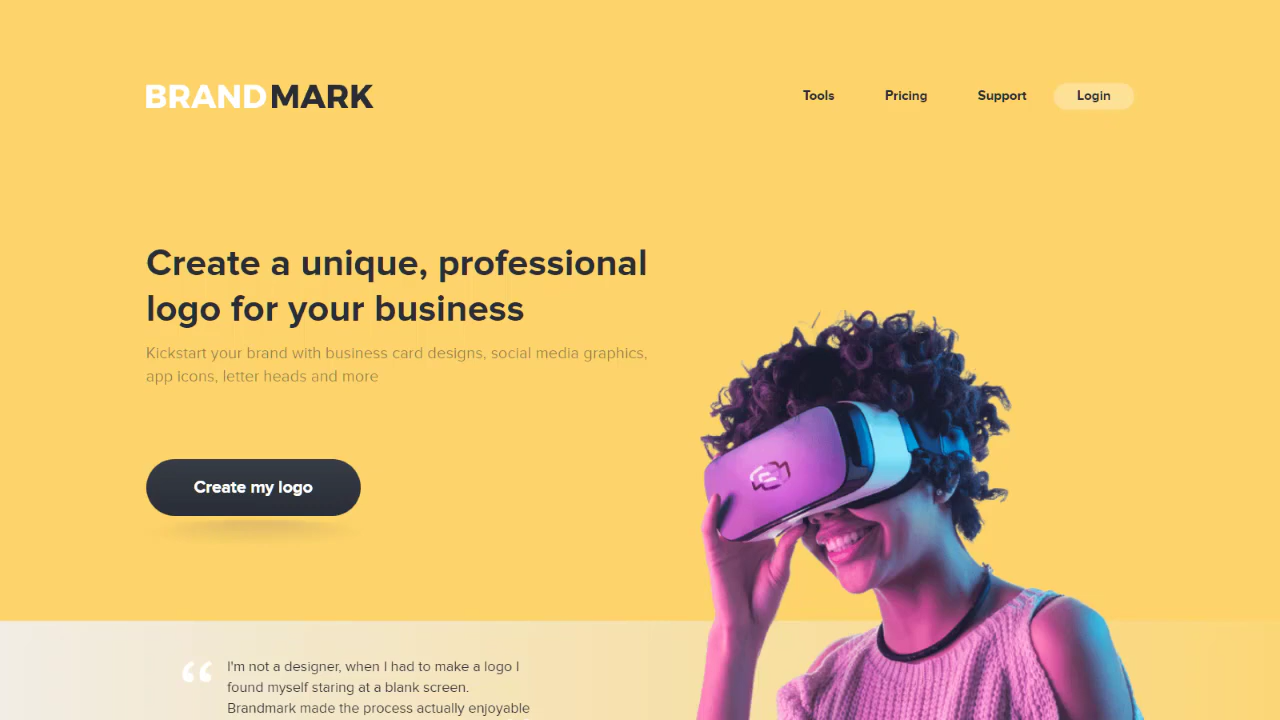 BRANDMARK
Tools
Pricing
Support
Login
Create a unique, professional
logo for your business
Kickstart your brand with business card designs, social media graphics,
app icons, letter heads and more
Create my logo
“ I'm not a designer, when I had to make a logo I
found myself staring at a blank screen.
Brandmark made the process actually enjoyable